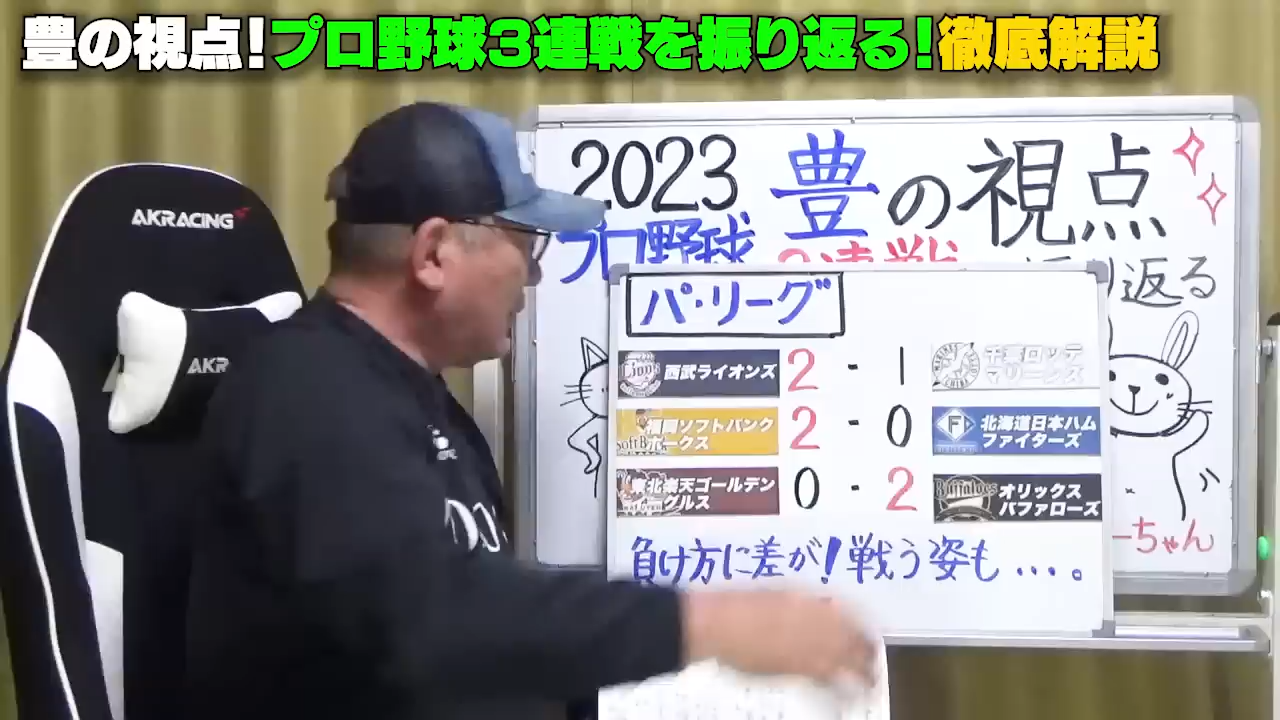 豊の視点!プロ野球3連戦を振り返る!徹底解説
AKRACING
AKR
2023 豊の視点
プロ野球 3連戦
り返る
パ・リーグ
Lions 西武ライオンズ 2 - 1 千葉ロッテ マリーンズ
福岡ソフトバンク ホークス 2 - 0 F 北海道日本ハム ファイターズ
東北楽天ゴールデン イーグルス 0 - 2 Buffaloes オリックス バファローズ
負け方に差が!戦う姿も....。
ーちゃん